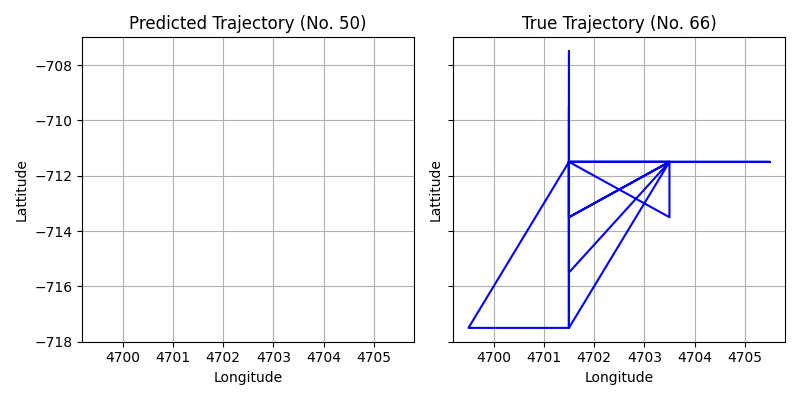 Predicted Trajectory (No. 50)
−708
−710
−712
−714
−716
−718
Lattitude
4700 4701 4702 4703 4704 4705
Longitude
True Trajectory (No. 66)
Lattitude
4700 4701 4702 4703 4704 4705
Longitude